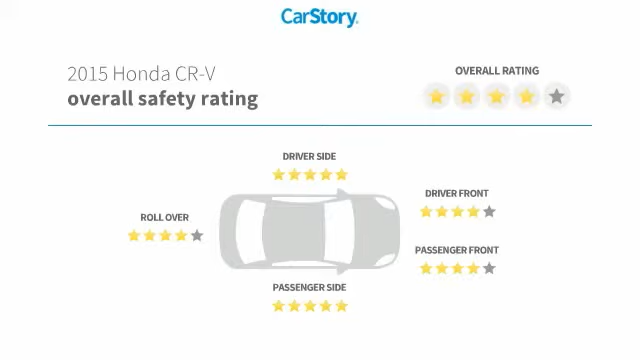 CarStory.
2015 Honda CR-V
overall safety rating
OVERALL RATING
DRIVER SIDE
DRIVER FRONT
ROLL OVER
PASSENGER FRONT
PASSENGER SIDE